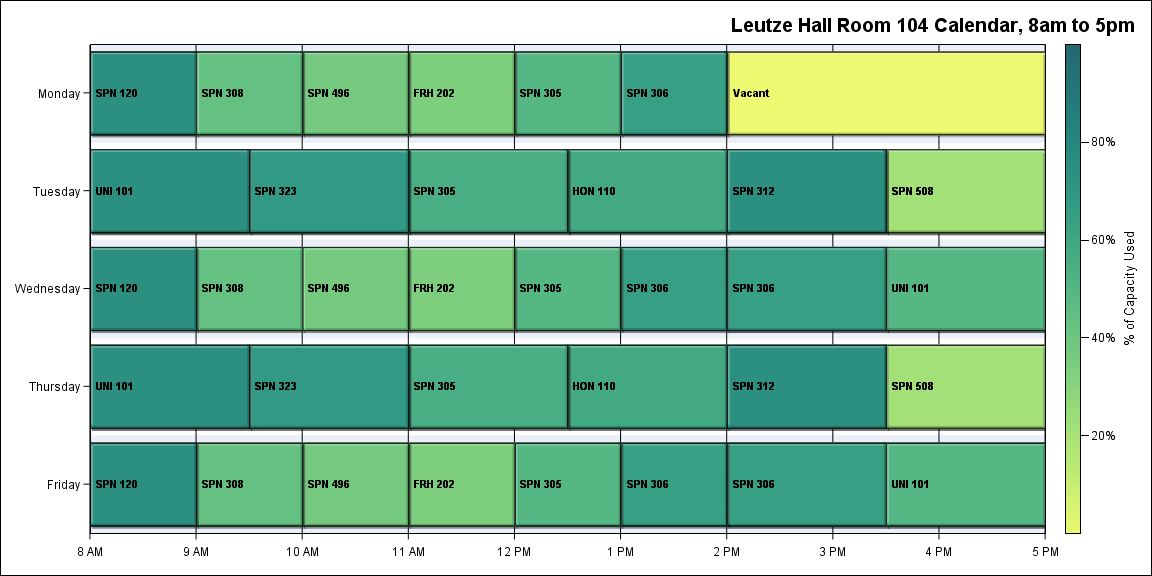 Leutze Hall Room 104 Calendar, 8am to 5pm
Monday
SPN 120
SPN 308
SPN 496
FRH 202
SPN 305
SPN 306
Vacant
Tuesday
UNI 101
SPN 323
SPN 305
HON 110
SPN 312
SPN 508
Wednesday
SPN 120
SPN 308
SPN 496
FRH 202
SPN 305
SPN 306
SPN 306
UNI 101
Thursday
UNI 101
SPN 323
SPN 305
HON 110
SPN 312
SPN 508
Friday
SPN 120
SPN 308
SPN 496
FRH 202
SPN 305
SPN 306
SPN 306
UNI 101
8 AM
9 AM
10 AM
11 AM
12 PM
1 PM
2 PM
3 PM
4 PM
5 PM
80%
60%
40%
20%
% of Capacity Used